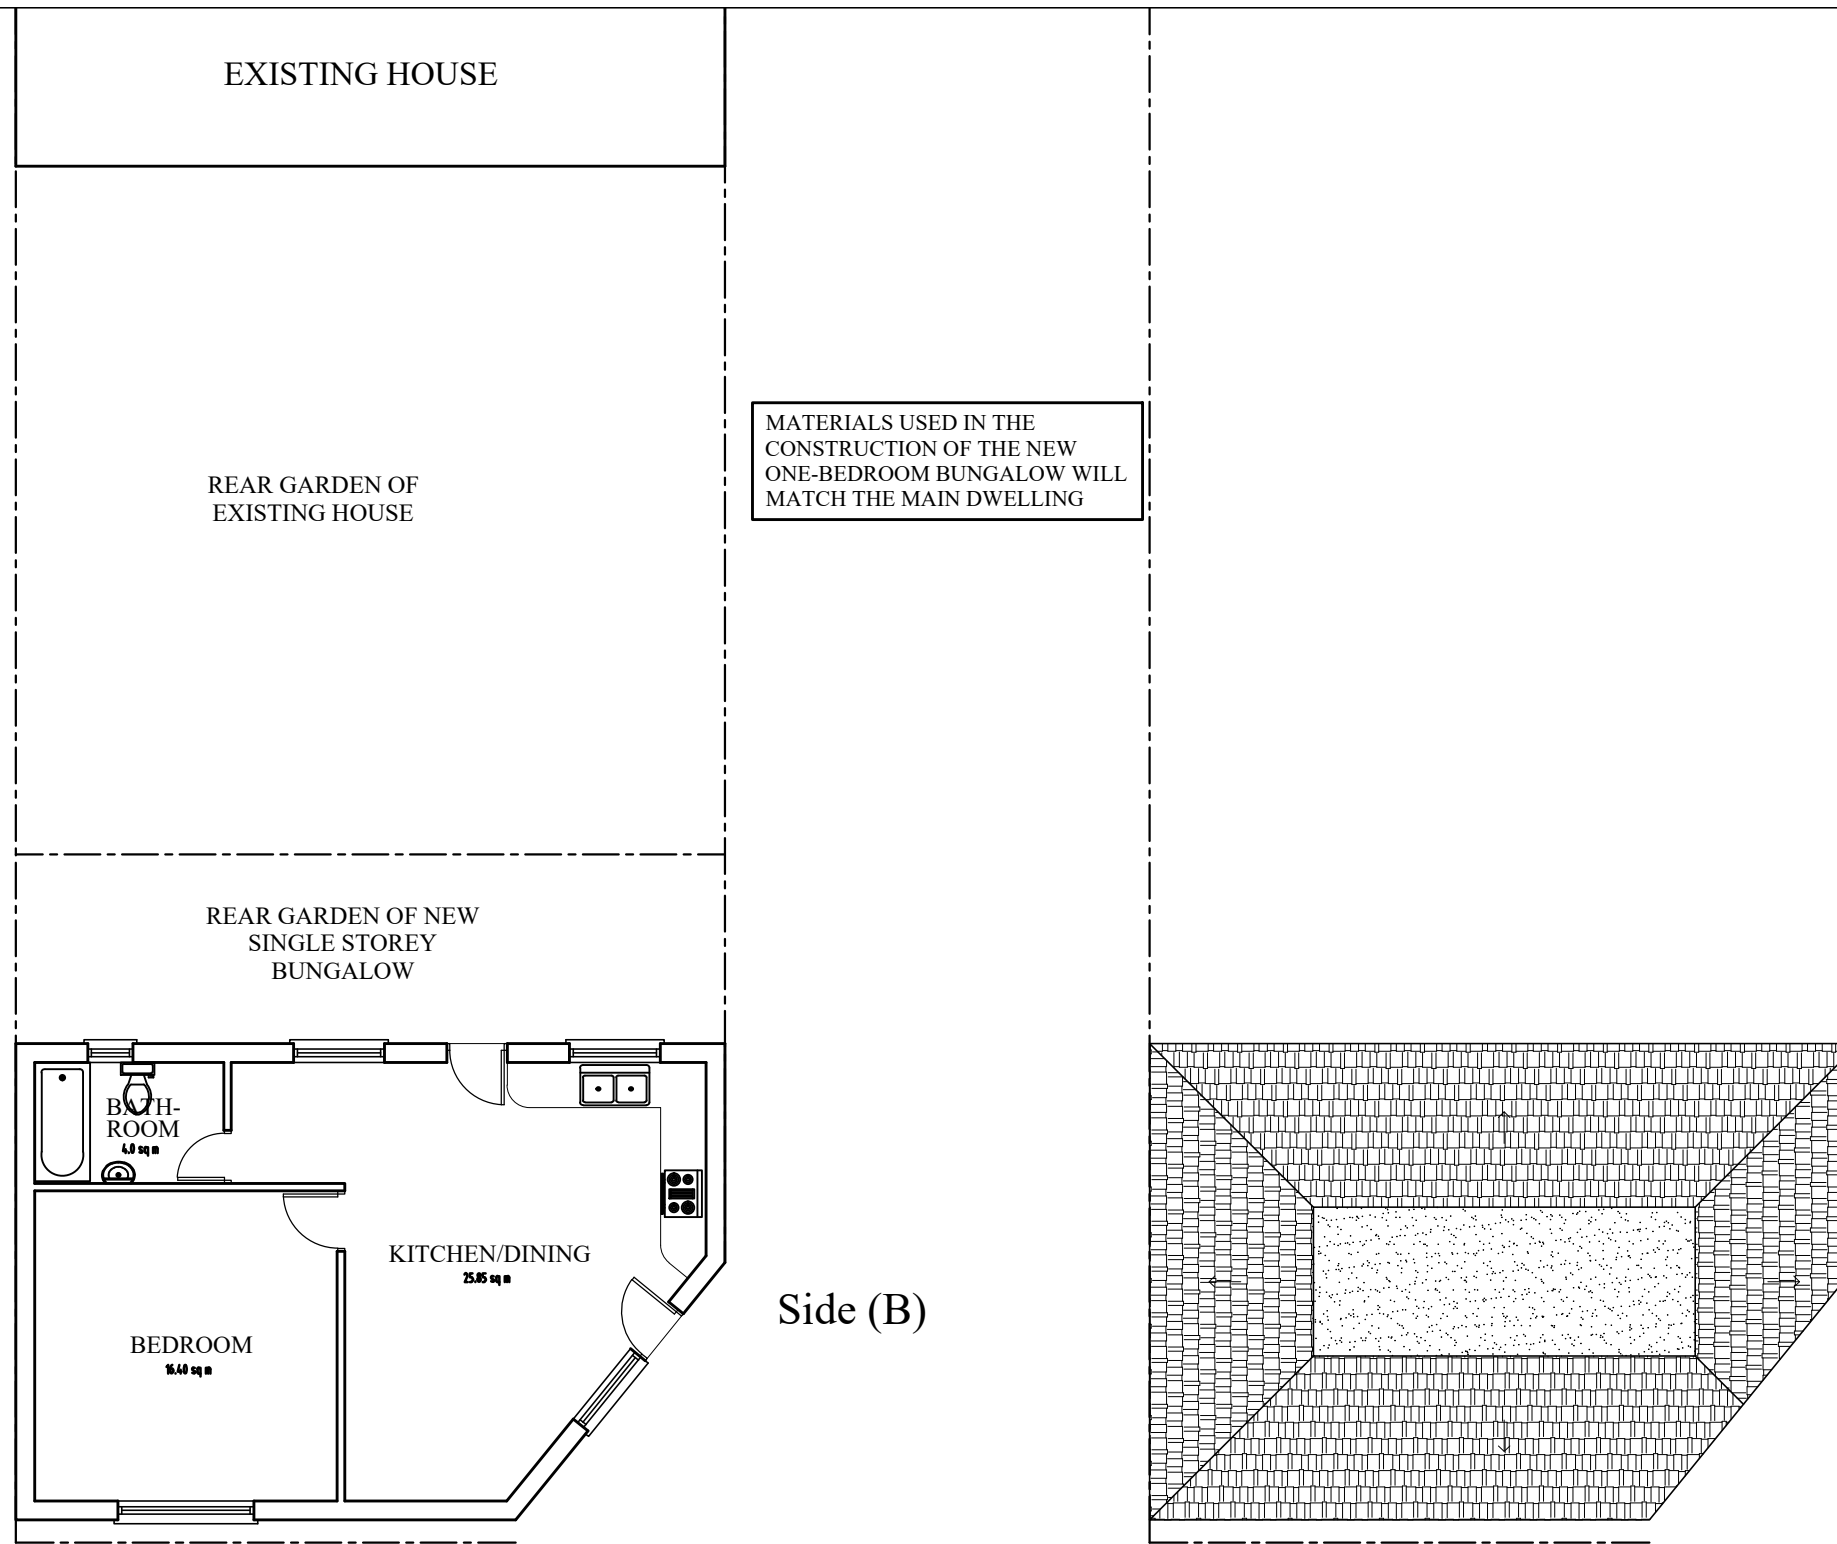 EXISTING HOUSE
MATERIALS USED IN THE
CONSTRUCTION OF THE NEW
ONE-BEDROOM BUNGALOW WILL
MATCH THE MAIN DWELLING
REAR GARDEN OF
EXISTING HOUSE
REAR GARDEN OF NEW
SINGLE STOREY
BUNGALOW
BATH-
ROOM
4.0 sq m
KITCHEN/DINING
25.05 sq m
Side (B)
BEDROOM
16.40 sq m